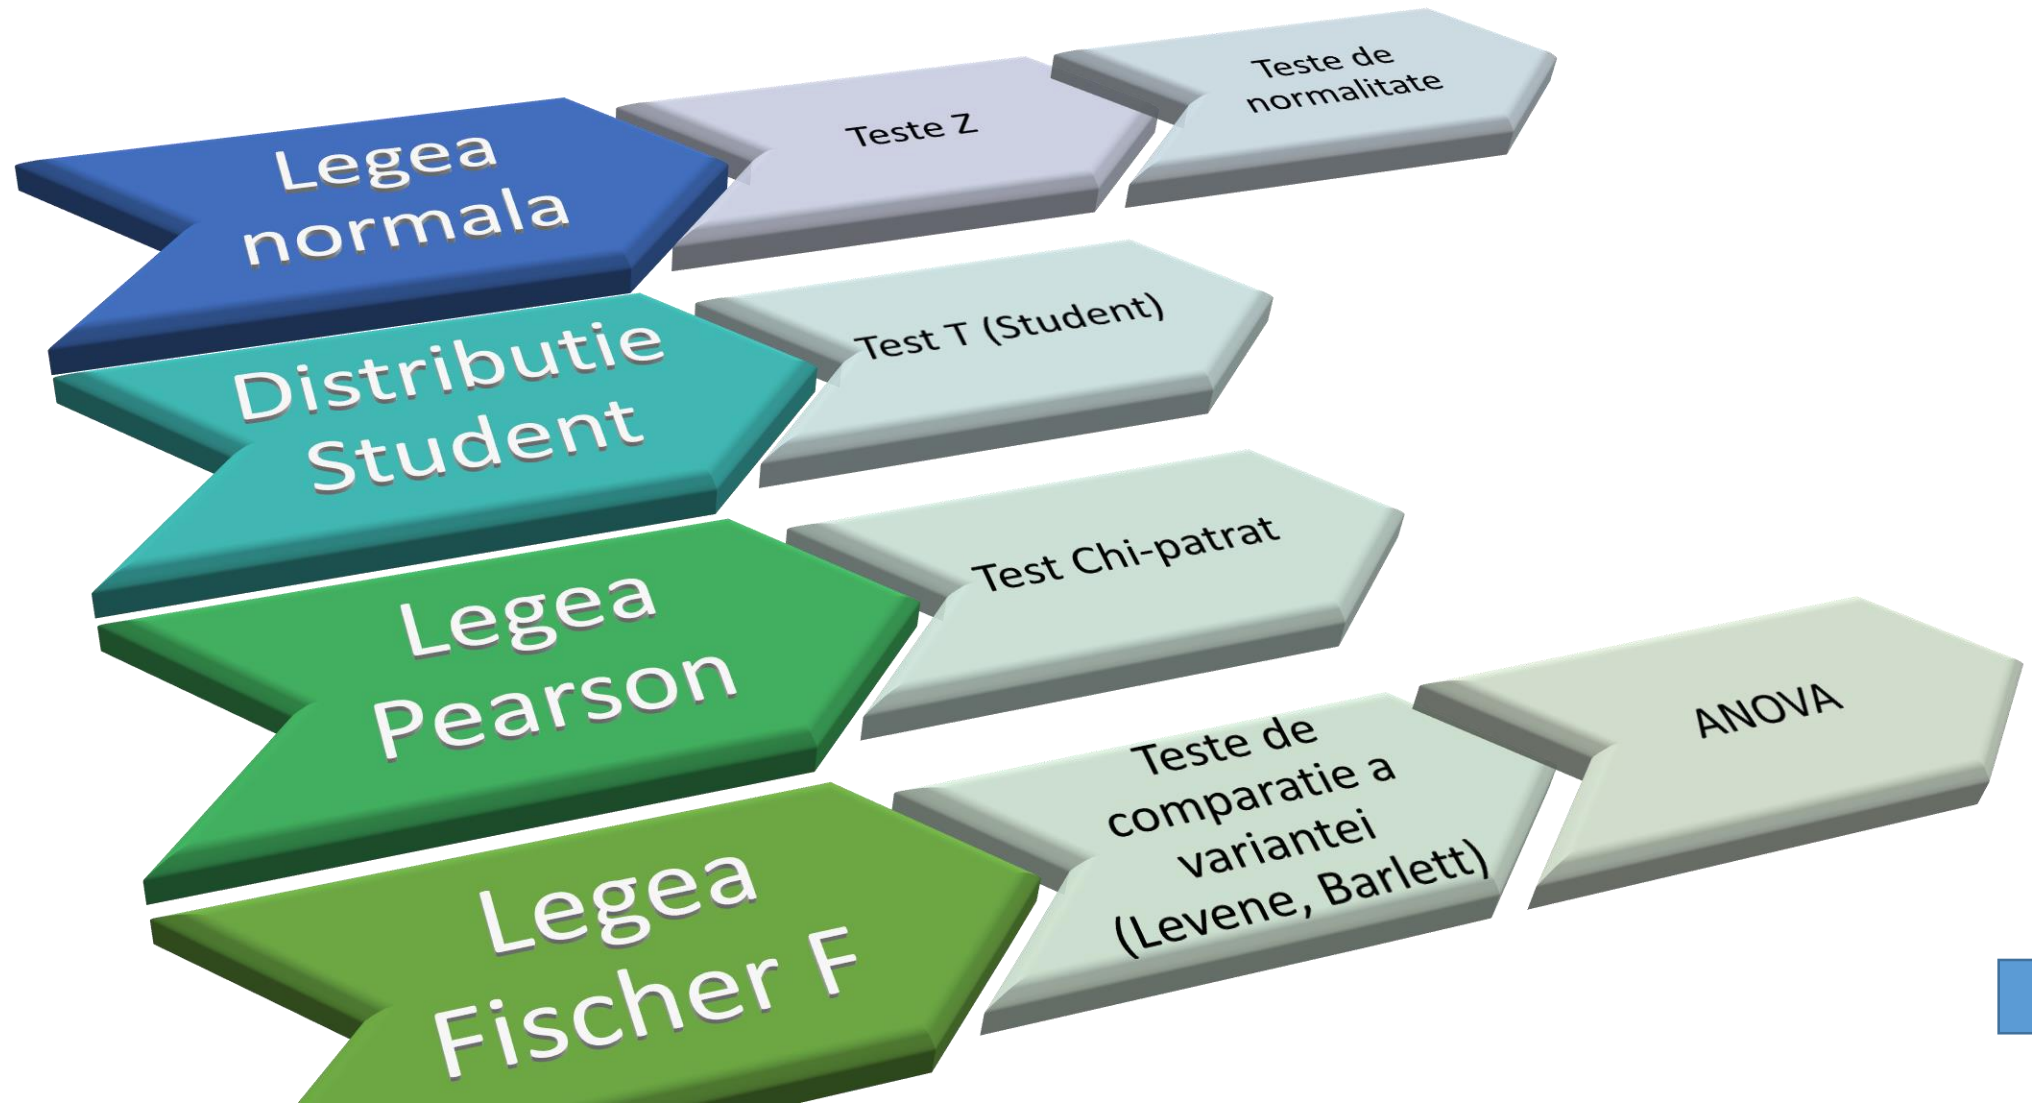 Legea
normala
Teste Z
Teste de
normalitate
Distributie
Student
Test T (Student)
Legea
Pearson
Test Chi-patrat
Legea
Fischer F
Teste de
comparatie a
variantei
(Levene, Barlett)
ANOVA